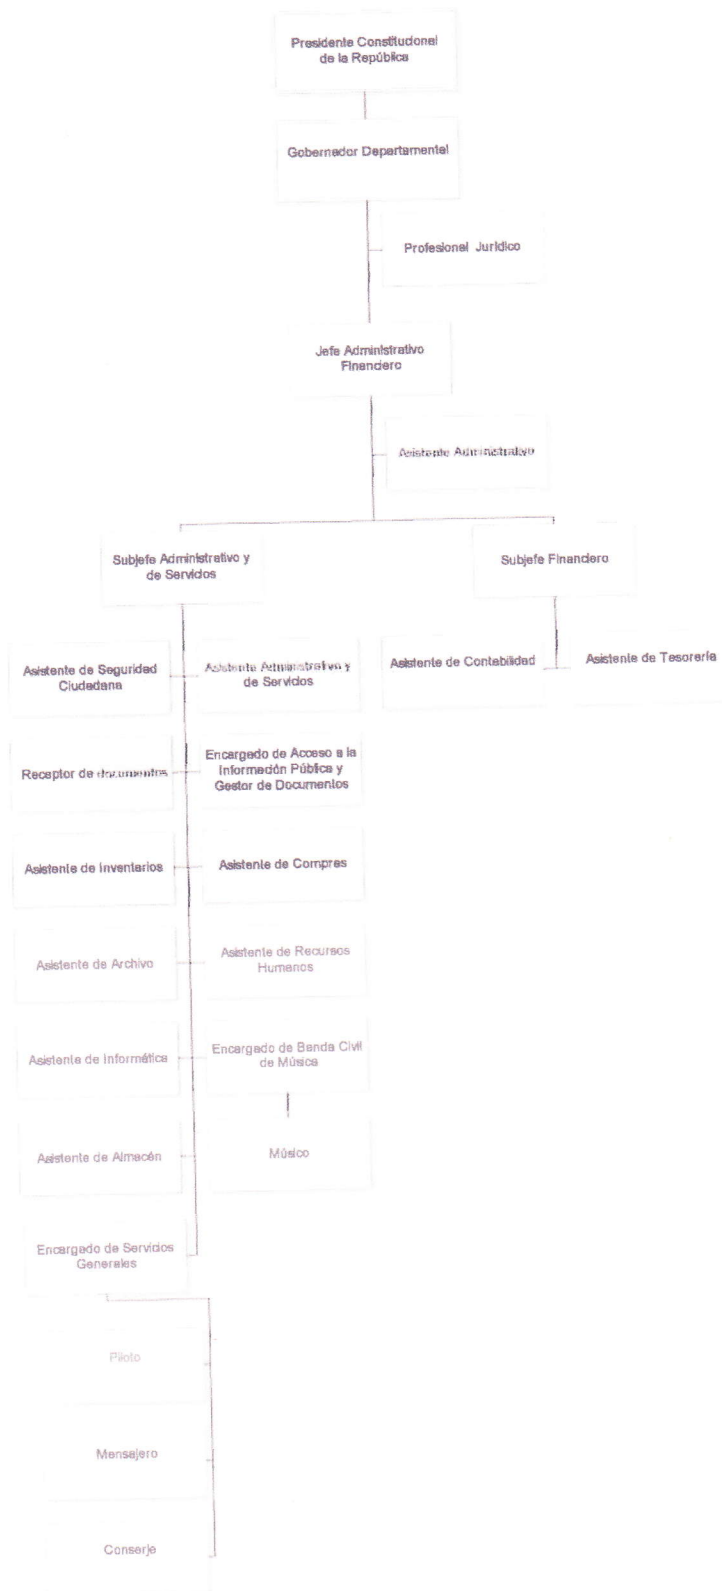 Presidente Constitucional
de la República
Gobernador Departamental
Profesional Jurídico
Jefe Administrativo
Financiero
Asistente Administrativo
Subjefe Administrativo y
de Servicios
Subjefe Financiero
Asistente de Seguridad
Ciudadana
Asistente Administrativo y
de Servicios
Asistente de Contabilidad
Asistente de Tesorería
Receptor de documentos
Encargado de Acceso a la
Información Pública y
Gestor de Documentos
Asistente de Inventarios
Asistente de Compras
Asistente de Archivo
Asistente de Recursos
Humanos
Asistente de Informática
Encargado de Banda Civil
de Música
Asistente de Almacén
Músico
Encargado de Servicios
Generales
Piloto
Mensajero
Conserje